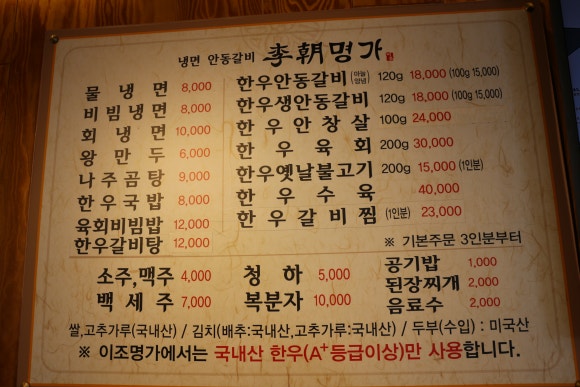 냉면 안동갈비 李朝명가
물냉면 8,000
비빔냉면 8,000
회냉면 10,000
왕만두 6,000
나주곰탕 9,000
한우국밥 8,000
육회비빔밥 12,000
한우갈비탕 12,000
한우안동갈비 (마늘양념) 120g 18,000 (100g 15,000)
한우생안동갈비 120g 18,000 (100g 15,000)
한우안창살 100g 24,000
한우육회 200g 30,000
한우옛날불고기 200g 15,000 (1인분)
한우수육 40,000
한우갈비찜 (1인분) 23,000
※ 기본주문 3인분부터
소주,맥주 4,000
백세주 7,000
청하 5,000
복분자 10,000
공기밥 1,000
된장찌개 2,000
음료수 2,000
쌀,고추가루(국내산) / 김치(배추:국내산,고추가루:국내산) / 두부(수입) : 미국산
※ 이조명가에서는 국내산 한우(A+등급이상)만 사용합니다.